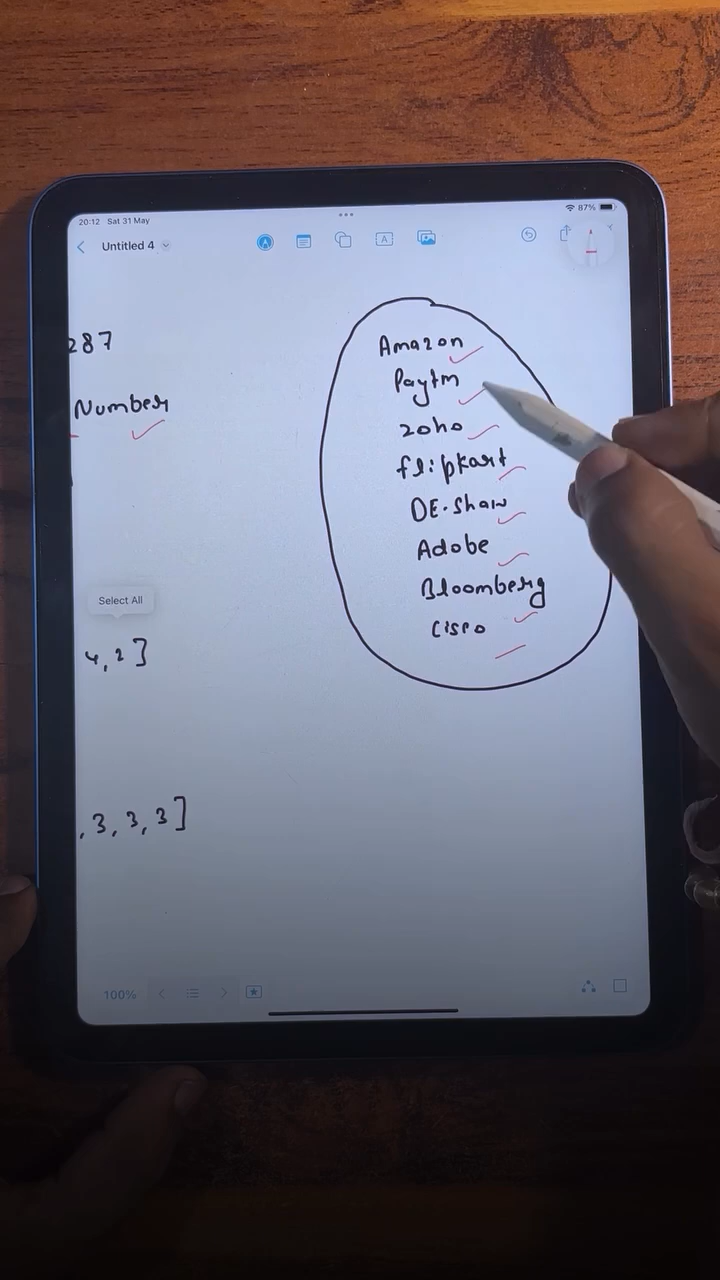 20:12 Sat 31 May
87%
Untitled 4
A
287
Number
Select All
4, 2]
, 3, 3, 3]
Amazon
Paytm
Zoho
flipkart
DE.Shaw
Adobe
Bloomberg
Cisco
100%